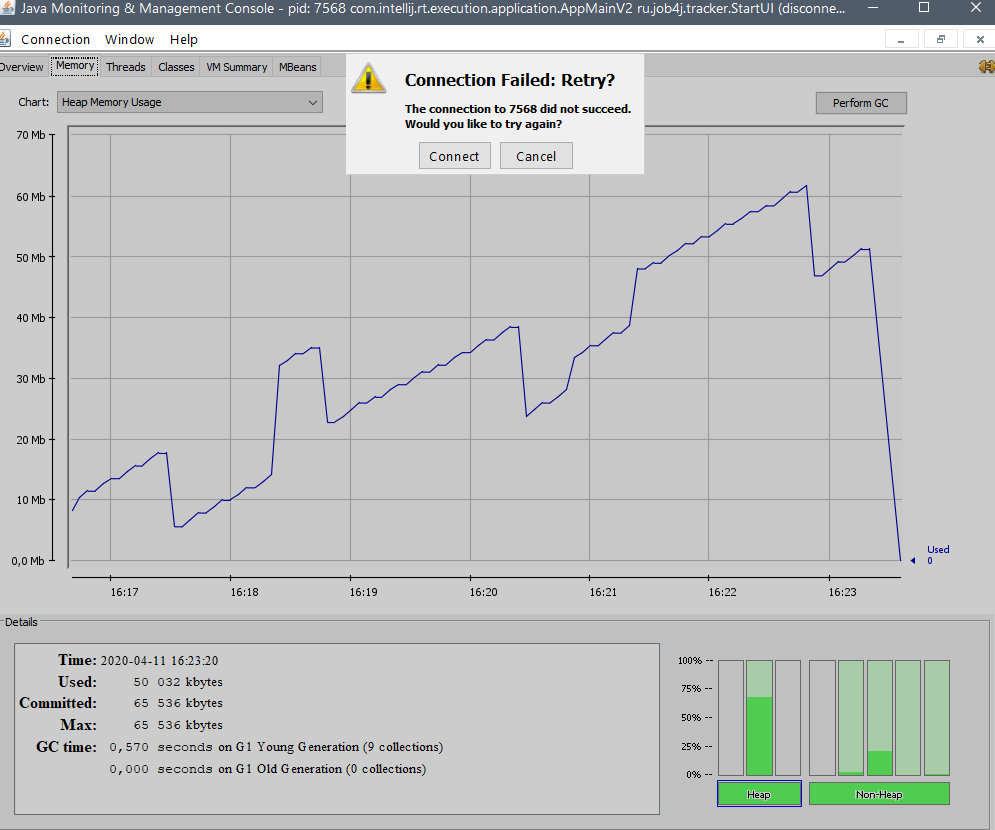 Java Monitoring & Management Console - pid: 7568 com.intellij.rt.execution.application.AppMainV2 ru.job4j.tracker.StartUI (disconne...
Connection Window Help
Overview Memory Threads Classes VM Summary MBeans
Connection Failed: Retry?
The connection to 7568 did not succeed.
Would you like to try again?
Connect Cancel
Chart: Heap Memory Usage
Perform GC
70 Mb
60 Mb
50 Mb
40 Mb
30 Mb
20 Mb
10 Mb
0,0 Mb
Used
0
16:17 16:18 16:19 16:20 16:21 16:22 16:23
Details
Time: 2020-04-11 16:23:20
Used: 50 032 kbytes
Committed: 65 536 kbytes
Max: 65 536 kbytes
GC time: 0,570 seconds on G1 Young Generation (9 collections)
0,000 seconds on G1 Old Generation (0 collections)
100% --
75% --
50% --
25% --
0% --
Heap Non-Heap